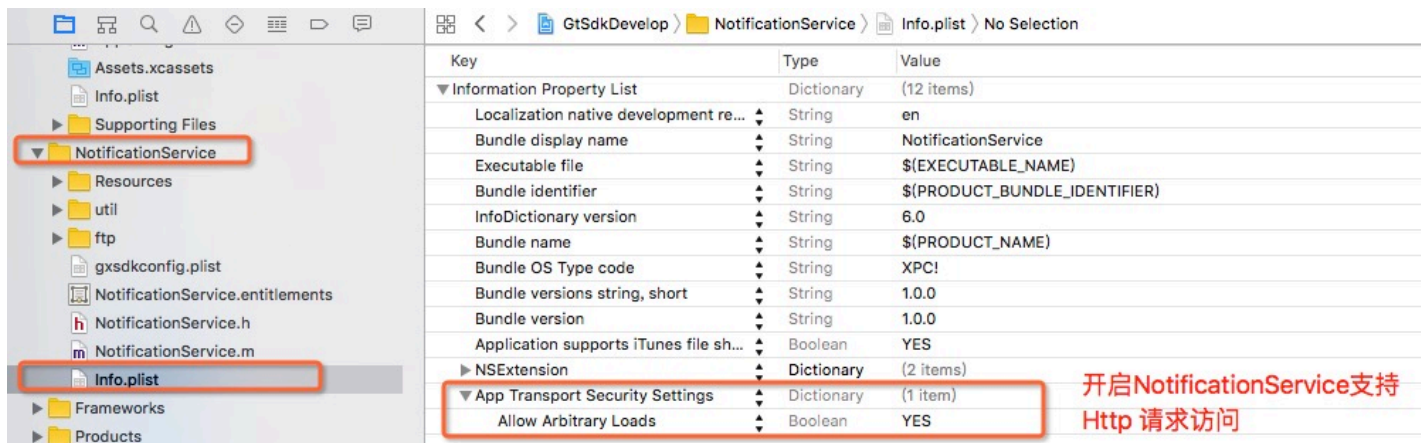 GtSdkDevelop NotificationService Info.plist No Selection
Assets.xcassets
Info.plist
Supporting Files
NotificationService
Resources
util
ftp
gxsdkconfig.plist
NotificationService.entitlements
NotificationService.h
NotificationService.m
Info.plist
Frameworks
Products
Key Type Value
Information Property List Dictionary (12 items)
Localization native development re... String en
Bundle display name String NotificationService
Executable file String $(EXECUTABLE_NAME)
Bundle identifier String $(PRODUCT_BUNDLE_IDENTIFIER)
InfoDictionary version String 6.0
Bundle name String $(PRODUCT_NAME)
Bundle OS Type code String XPC!
Bundle versions string, short String 1.0.0
Bundle version String 1.0.0
Application supports iTunes file sh... Boolean YES
NSExtension Dictionary (2 items)
App Transport Security Settings Dictionary (1 item)
Allow Arbitrary Loads Boolean YES
开启NotificationService支持
Http 请求访问